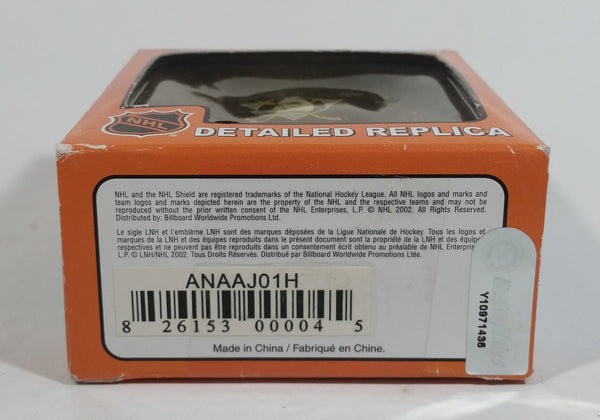 NHL
DETAILED REPLICA
NHL and the NHL Shield are registered trademarks of the National Hockey League. All NHL logos and marks and
team logos and marks depicted herein are the property of the NHL and the respective teams and may not be
reproduced without the prior written consent of the NHL Enterprises, L.P. © NHL 2002. All Rights Reserved.
Distributed by: Billboard Worldwide Promotions Ltd.
Le sigle LNH et l'emblème LNH sont des marques déposées de la Ligue Nationale de Hockey. Tous les logos et
marques de la LNH et des équipes reproduits dans le présent document sont la propriété de la LNH et des équipes
respectives et ne peuvent pas être reproduits dans un consentement écrit obtenu au préalable de NHL Enterprises
L.P. © LNH/NHL 2002. Tous Droits Réservés. Distribué par Billboard Worldwide Promotions Ltée.
ANAAJ01H
8 26153 00004 5
Made in China / Fabriqué en Chine.
Y10971436